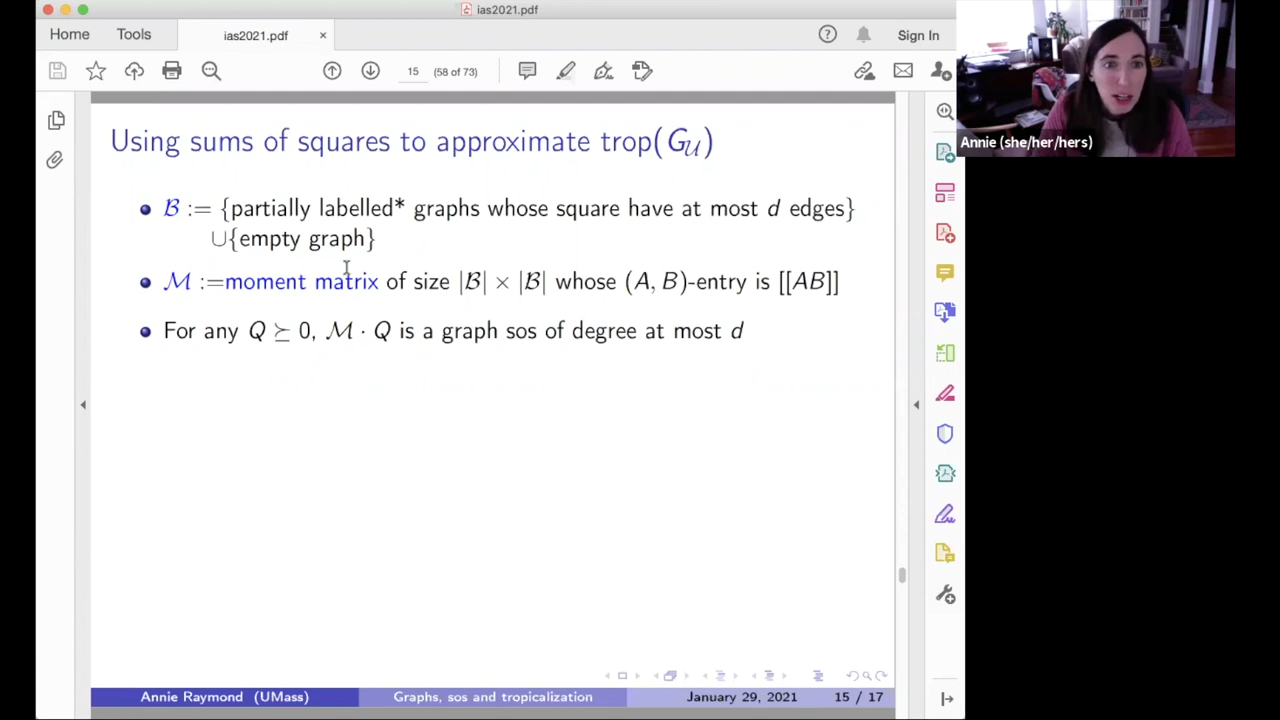 ias2021.pdf
Home
Tools
ias2021.pdf
×
Sign In
15
(58 of 73)
Annie (she/her/hers)
Using sums of squares to approximate trop(G𝒰)
ℬ := {partially labelled* graphs whose square have at most d edges}
∪{empty graph}
ℳ :=moment matrix of size |ℬ| × |ℬ| whose (A, B)-entry is [[AB]]
For any Q ⪰ 0, ℳ · Q is a graph sos of degree at most d
Annie Raymond (UMass)
Graphs, sos and tropicalization
January 29, 2021
15 / 17